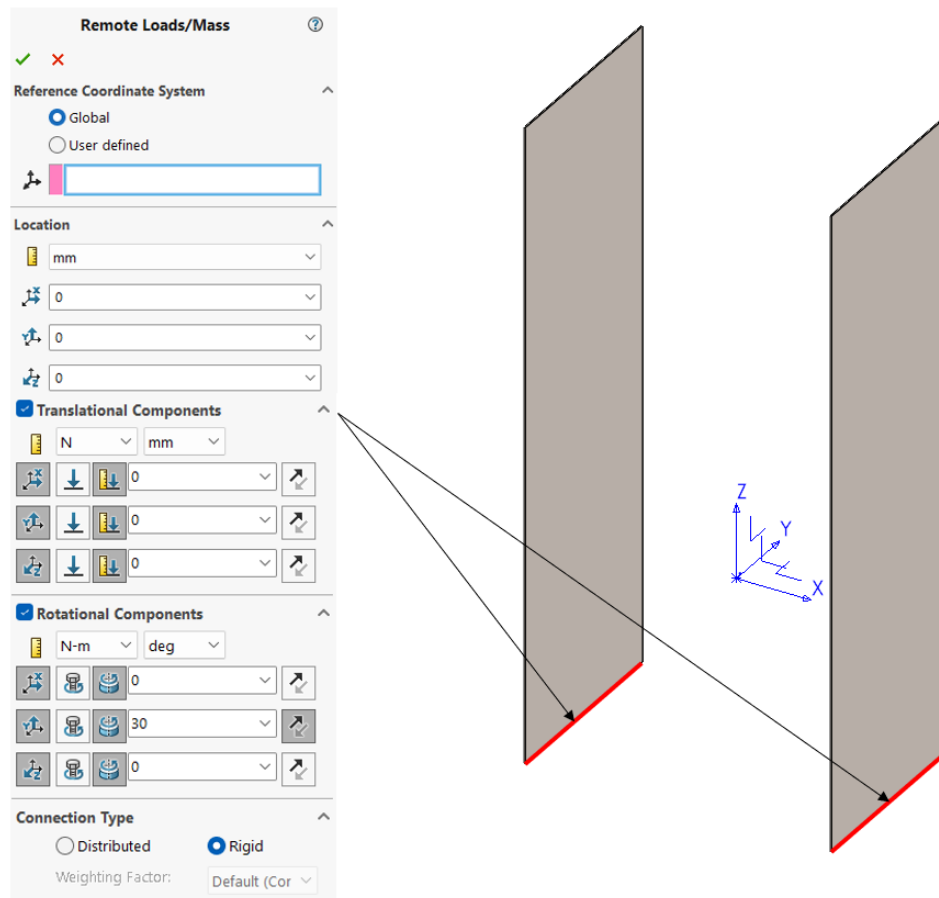 Remote Loads/Mass
Reference Coordinate System
Global
User defined
Location
mm
0
0
0
Translational Components
N mm
0
0
0
Rotational Components
N-m deg
0
30
0
Connection Type
Distributed Rigid
Weighting Factor: Default (Cor
Z
Y
X